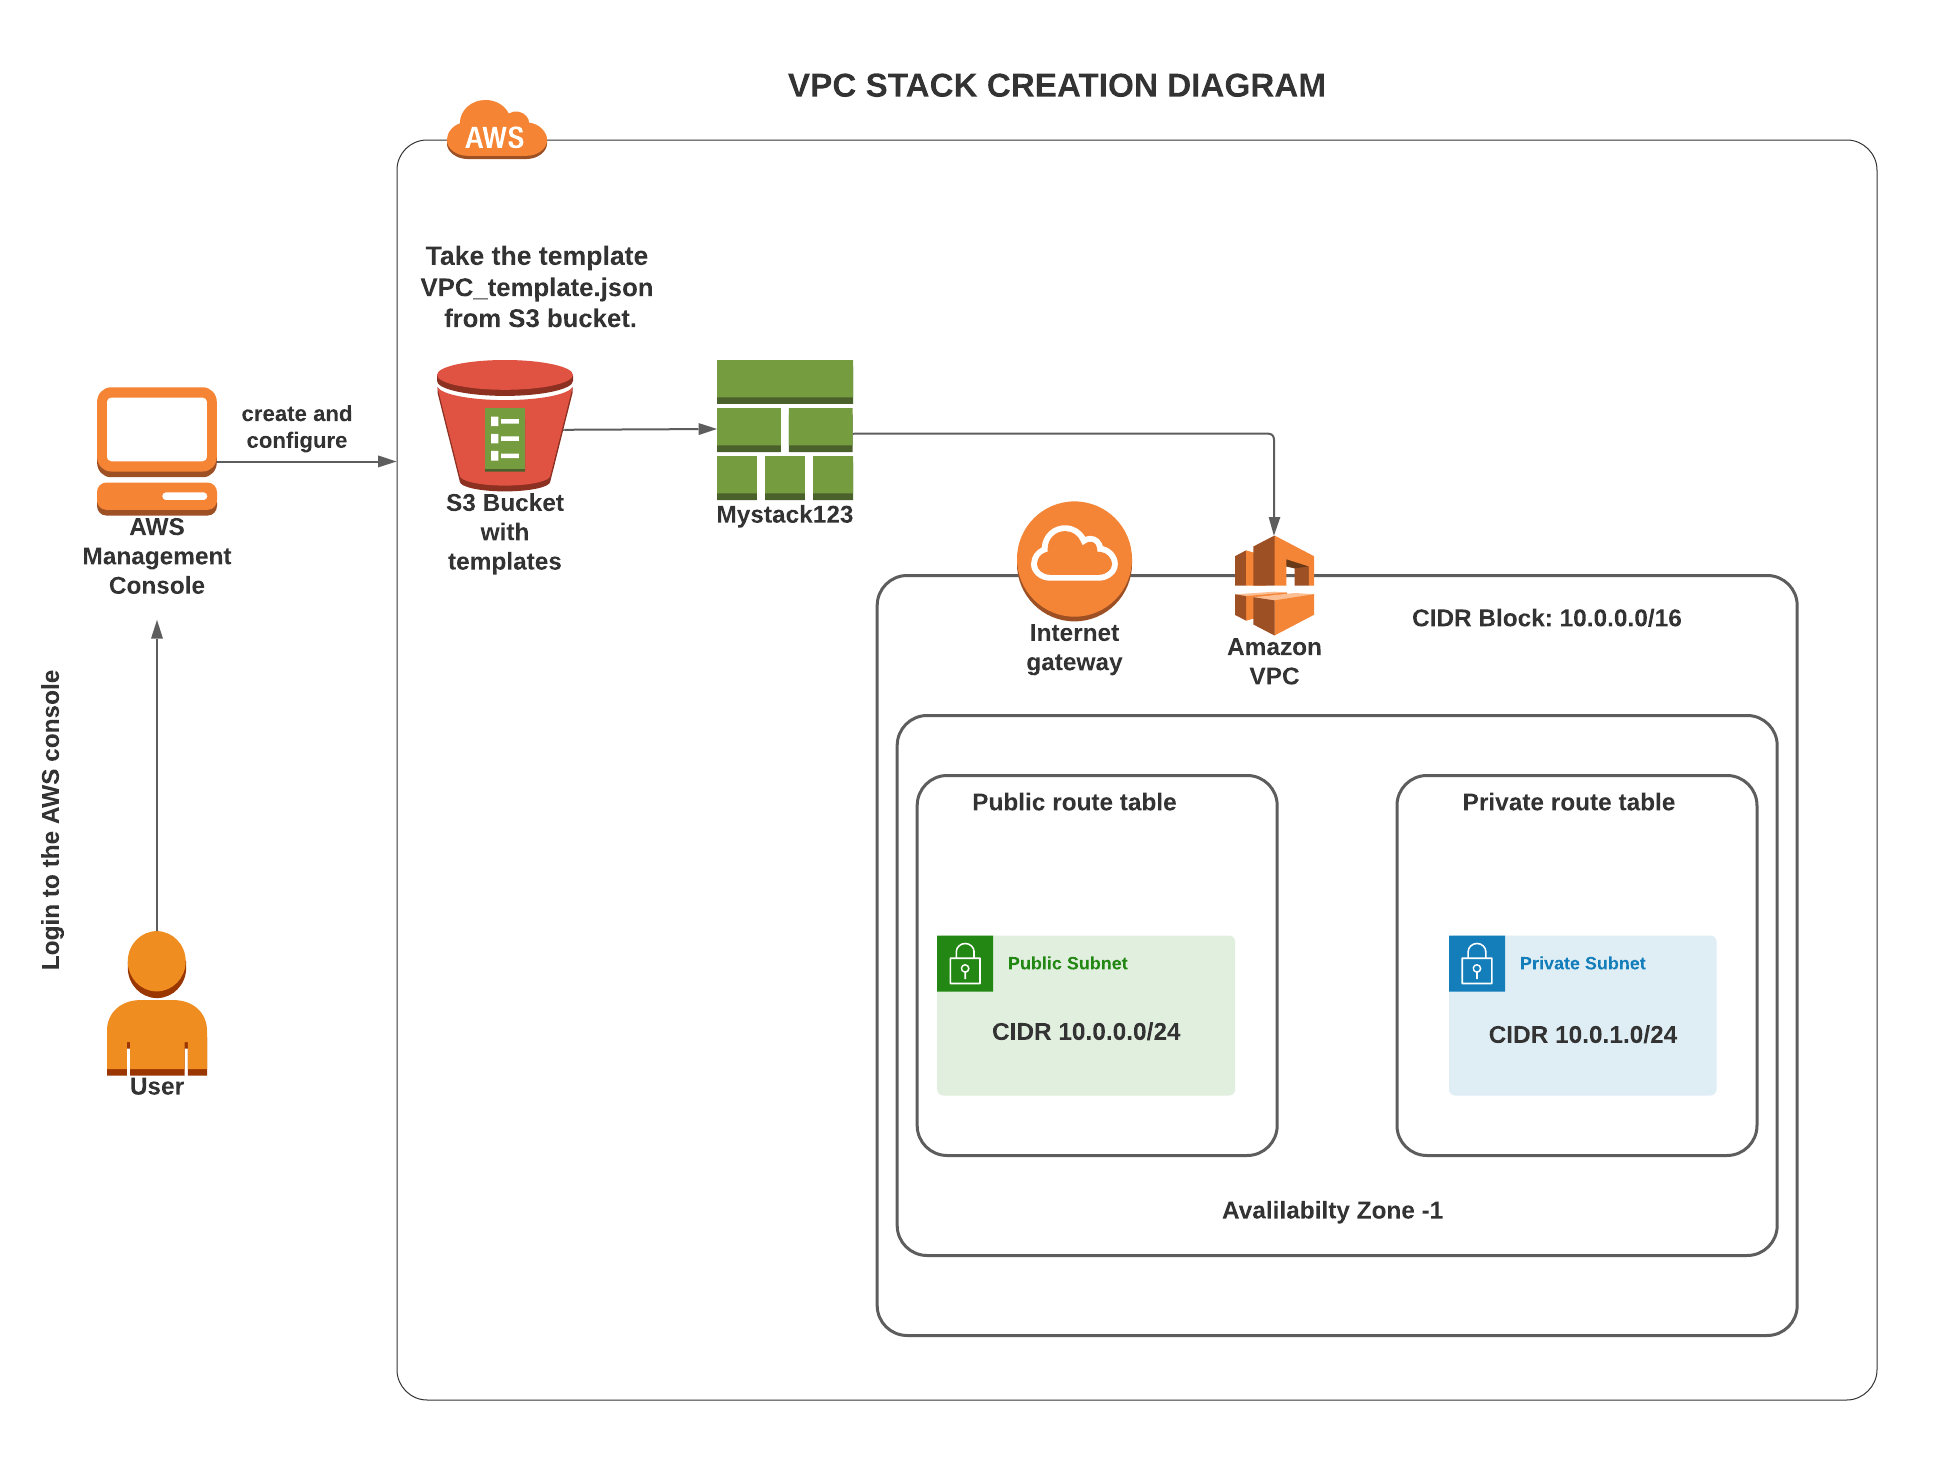 VPC STACK CREATION DIAGRAM
AWS
Take the template
VPC_template.json
from S3 bucket.
create and
configure
AWS
Management
Console
S3 Bucket
with
templates
Mystack123
Internet
gateway
Amazon
VPC
CIDR Block: 10.0.0.0/16
Login to the AWS console
User
Public route table
Private route table
Public Subnet
CIDR 10.0.0.0/24
Private Subnet
CIDR 10.0.1.0/24
Avalilabilty Zone -1